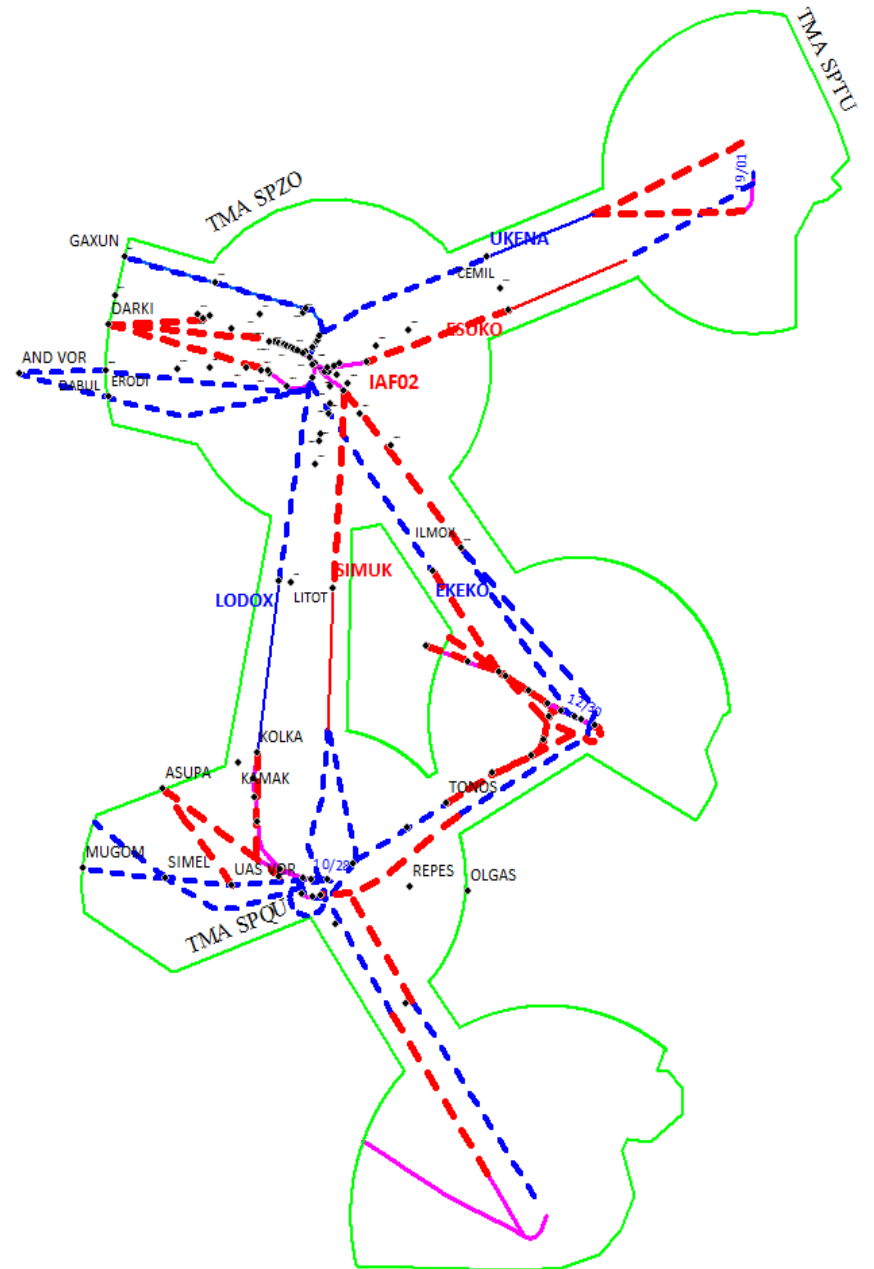 TMA SPTU
19/01
TMA SPZO
GAXUN
UKENA
CEMIL
DARKI
ESUKO
AND VOR
ERODI
DABUL
IAF02
ILMOX
SIMUK
EKEKO
LODOX
LITOT
12/30
KOLKA
ASUPA
KAMAK
TONOS
MUGOM
SIMEL
UAS VOR
10/28
REPES
OLGAS
TMA SPQU